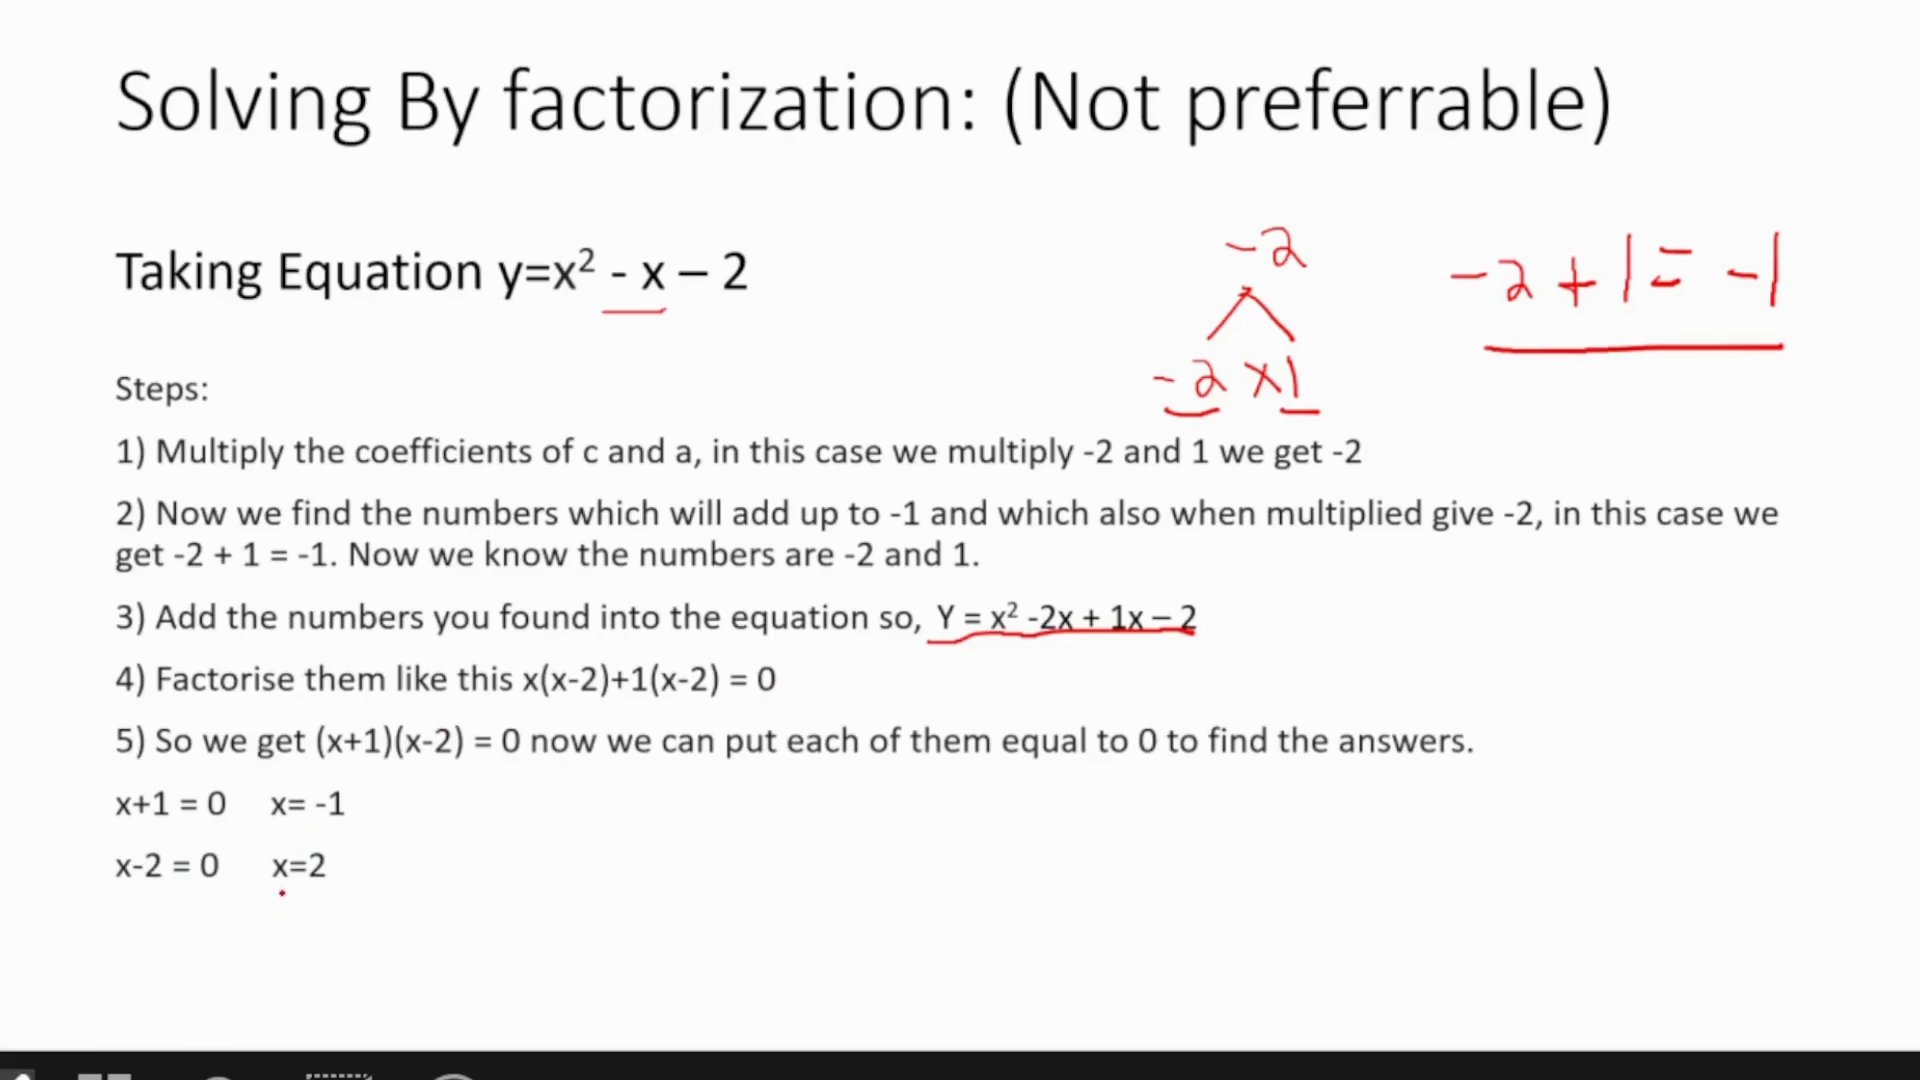 Solving By factorization: (Not preferrable)
Taking Equation y=x² - x – 2
-2
-2 x 1
-2 + 1 = -1
Steps:
1) Multiply the coefficients of c and a, in this case we multiply -2 and 1 we get -2
2) Now we find the numbers which will add up to -1 and which also when multiplied give -2, in this case we
get -2 + 1 = -1. Now we know the numbers are -2 and 1.
3) Add the numbers you found into the equation so, Y = x² -2x + 1x – 2
4) Factorise them like this x(x-2)+1(x-2) = 0
5) So we get (x+1)(x-2) = 0 now we can put each of them equal to 0 to find the answers.
x+1 = 0 x= -1
x-2 = 0 x=2